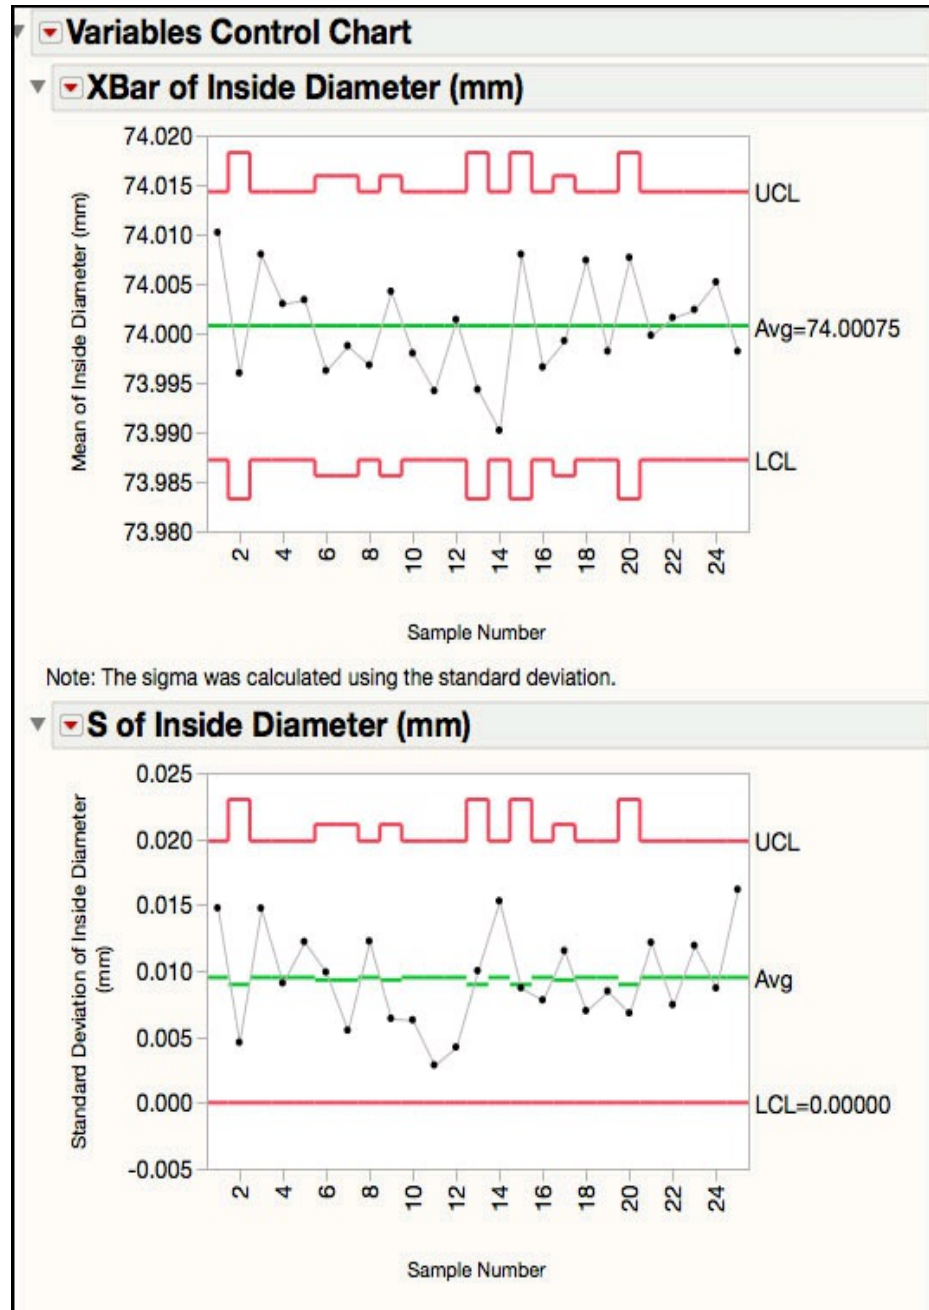 Variables Control Chart
XBar of Inside Diameter (mm)
Mean of Inside Diameter (mm)
74.020
74.015
74.010
74.005
74.000
73.995
73.990
73.985
73.980
UCL
Avg=74.00075
LCL
2 4 6 8 10 12 14 16 18 20 22 24
Sample Number
Note: The sigma was calculated using the standard deviation.
S of Inside Diameter (mm)
Standard Deviation of Inside Diameter
(mm)
0.025
0.020
0.015
0.010
0.005
0.000
-0.005
UCL
Avg
LCL=0.00000
2 4 6 8 10 12 14 16 18 20 22 24
Sample Number